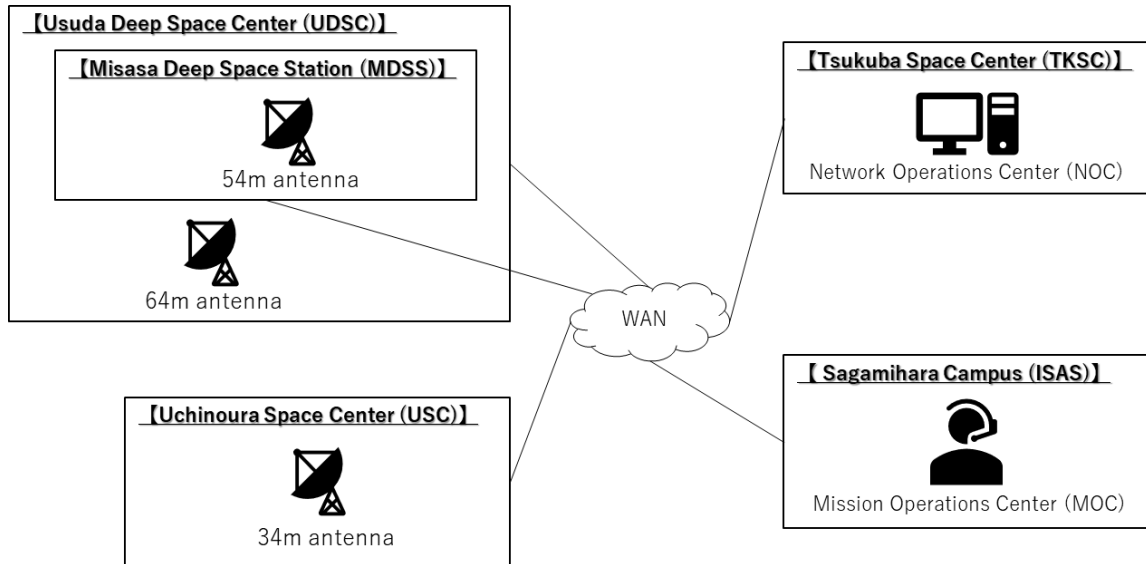 【Usuda Deep Space Center (UDSC)】
【Misasa Deep Space Station (MDSS)】
54m antenna
64m antenna
【Uchinoura Space Center (USC)】
34m antenna
WAN
【Tsukuba Space Center (TKSC)】
Network Operations Center (NOC)
【 Sagamihara Campus (ISAS)】
Mission Operations Center (MOC)